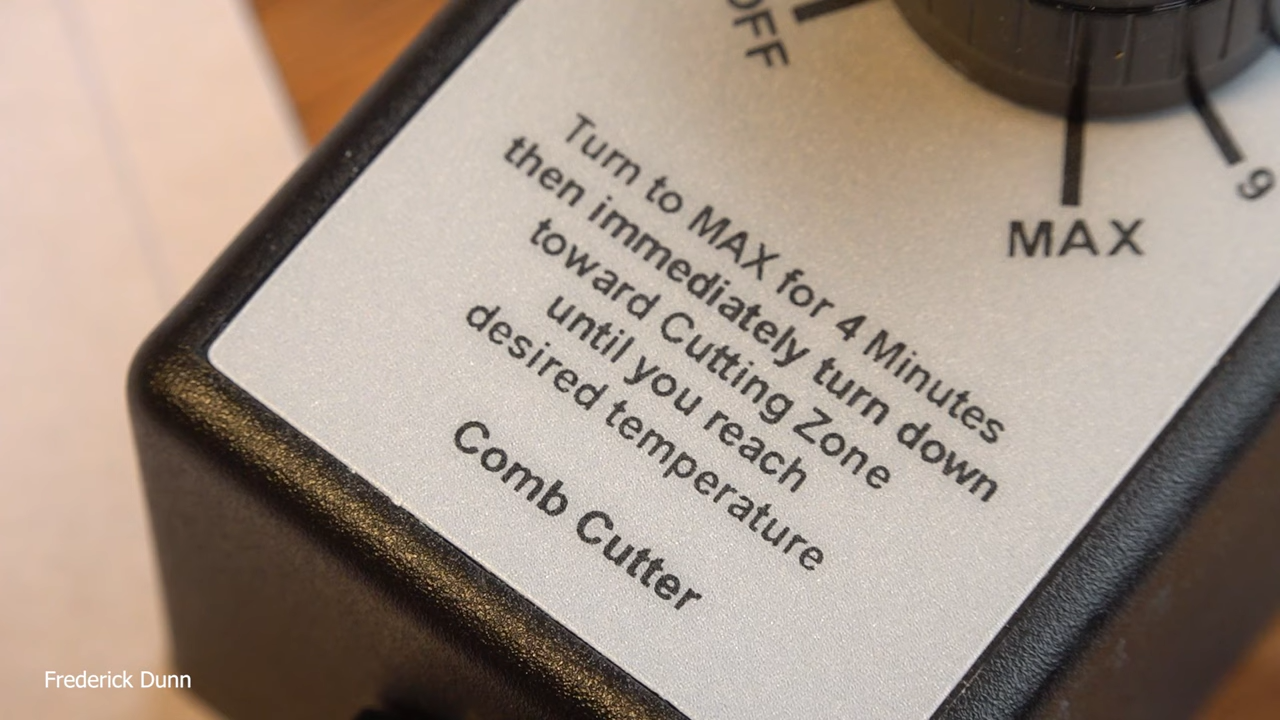 OFF
MAX
9
Turn to MAX for 4 Minutes
then immediately turn down
toward Cutting Zone
until you reach
desired temperature
Comb Cutter
Frederick Dunn